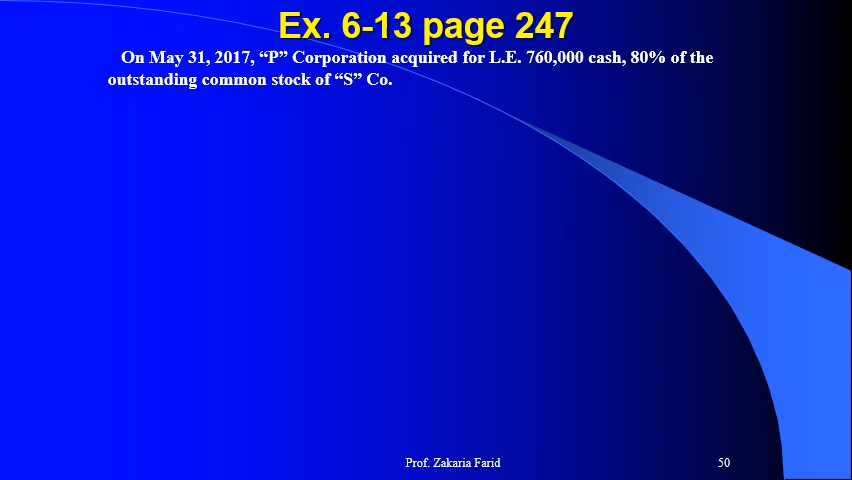 Ex. 6-13 page 247
On May 31, 2017, “P” Corporation acquired for L.E. 760,000 cash, 80% of the
outstanding common stock of “S” Co.
Prof. Zakaria Farid
50